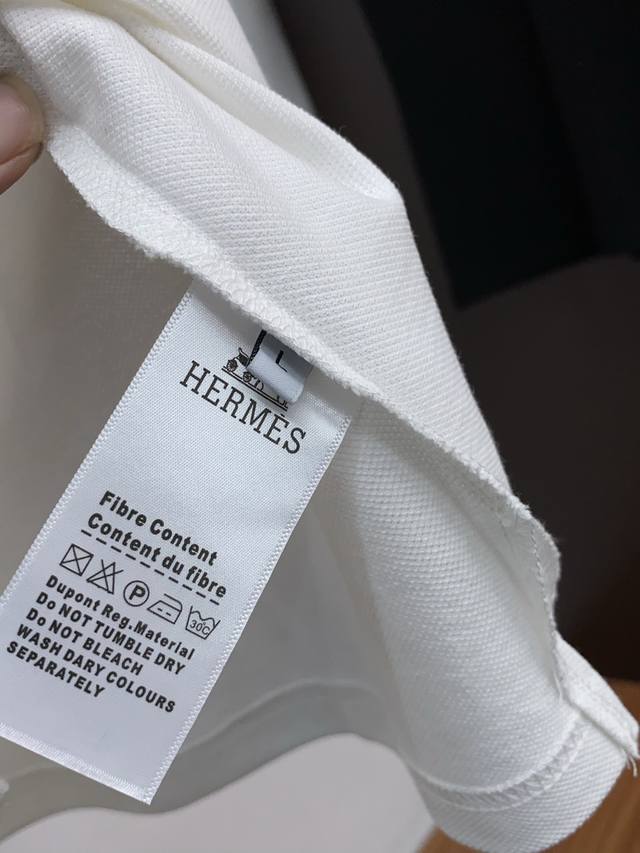 L
HERMÈS
Fibre Content
Content du fibre
P
30C
Dupont Reg.Material
Do NOT TUMBLE DRY
Do NOT BLEACH
WASH DARY COLOURS
SEPARATELY